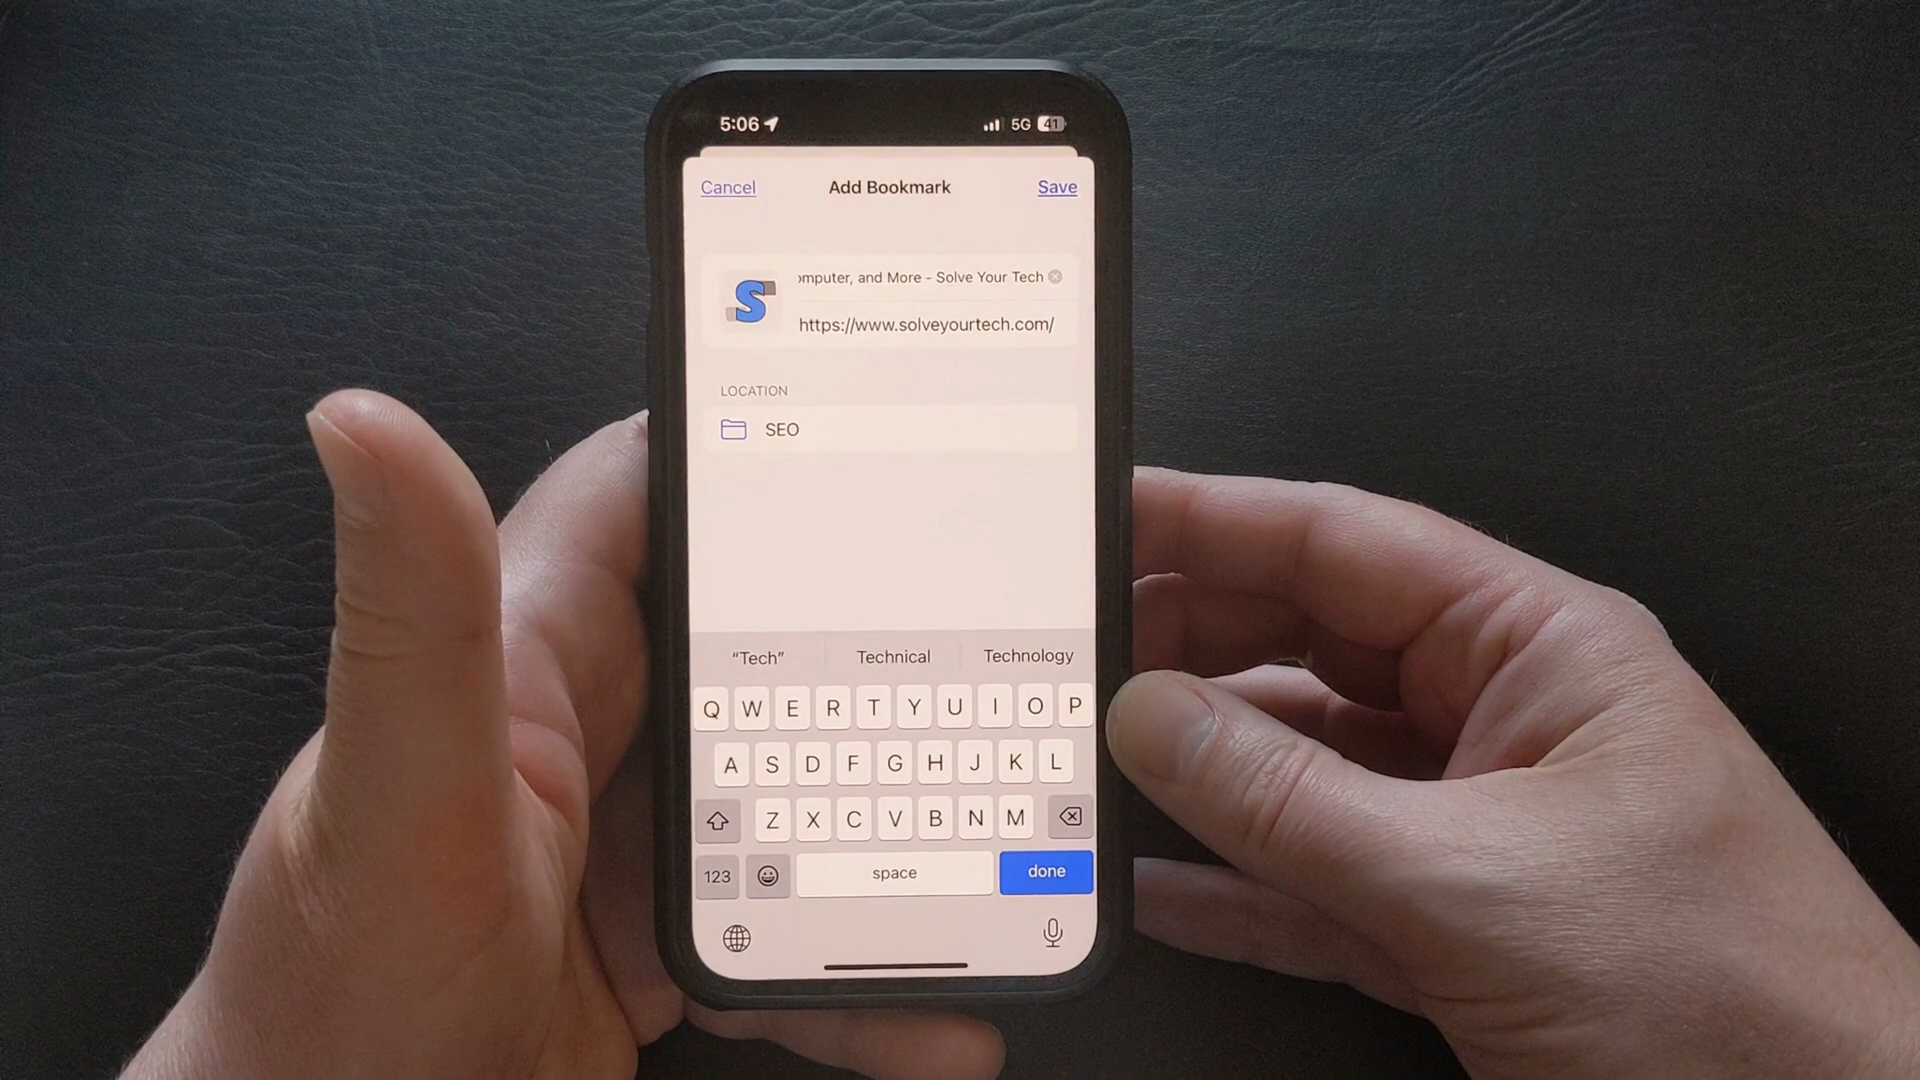 5:06 5G 41
Cancel Add Bookmark Save
omputer, and More - Solve Your Tech
S
https://www.solveyourtech.com/
LOCATION
SEO
“Tech” Technical Technology
Q W E R T Y U I O P
A S D F G H J K L
Z X C V B N M
123 space done